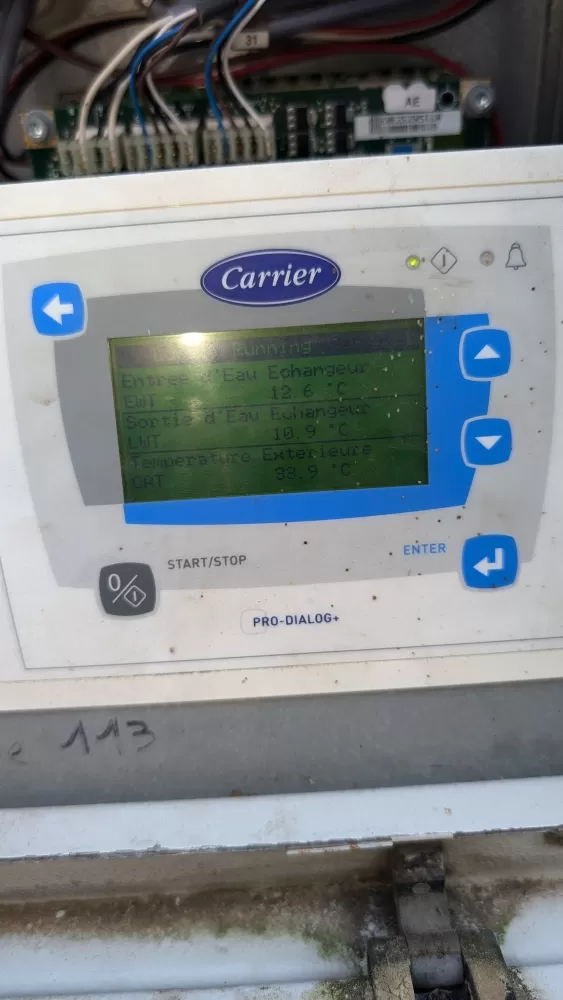 31
AE
Carrier
Running
Entree d'Eau Echangeur
EWT 12.6 °C
Sortie d'Eau Echangeur
LWT 10.9 °C
Temperature Exterieure
OAT 33.9 °C
START/STOP
ENTER
0/I
PRO-DIALOG+
113